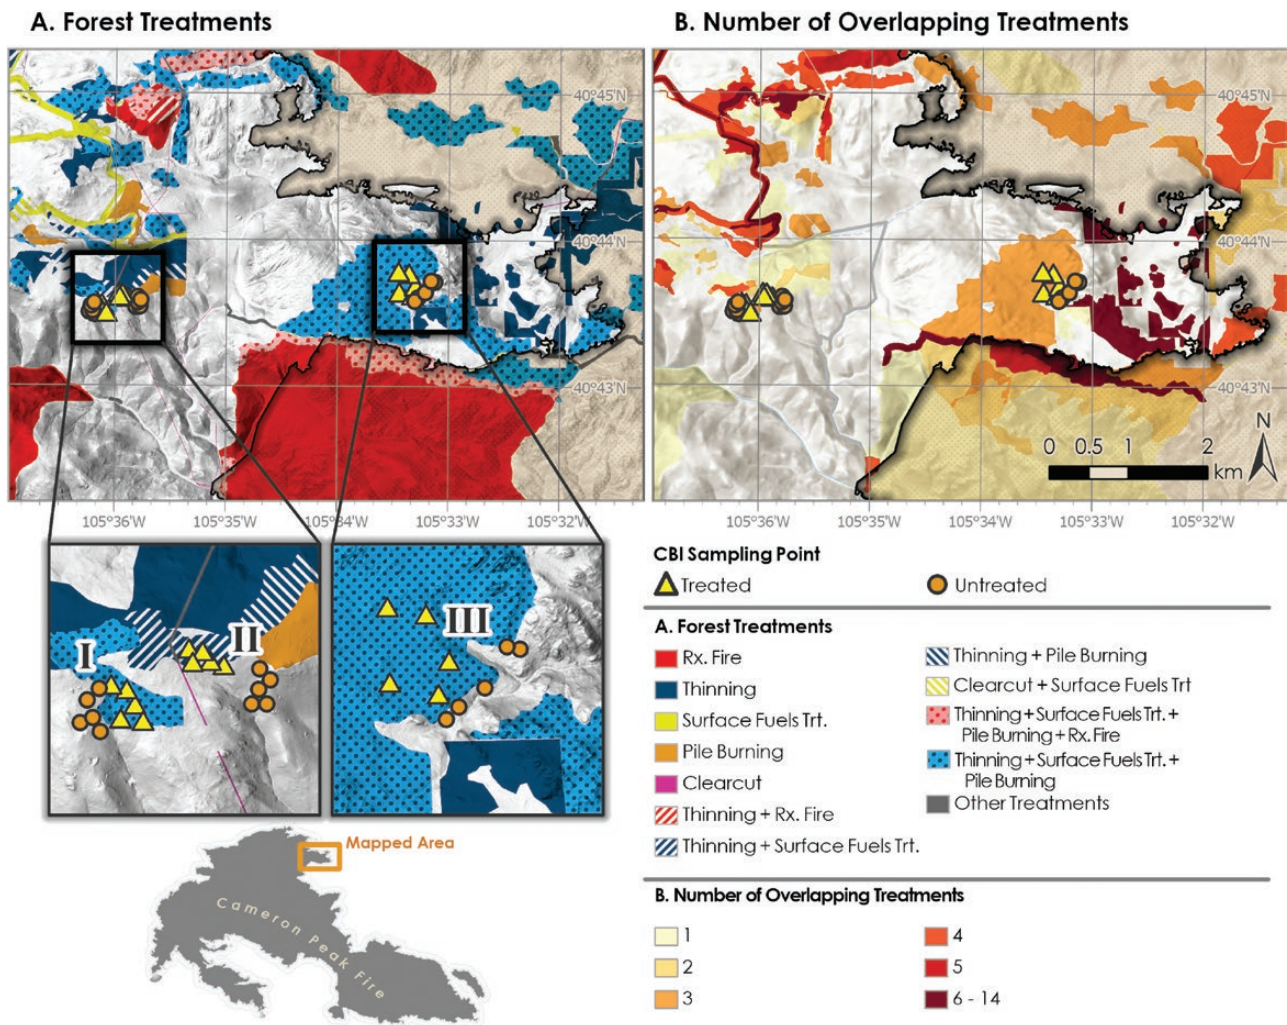 A. Forest Treatments
B. Number of Overlapping Treatments
40°45'N
40°44'N
40°43'N
40°45'N
40°44'N
40°43'N
N
0 0.5 1 2
km
105°36'W 105°35'W 105°34'W 105°33'W 105°32'W
105°36'W 105°35'W 105°34'W 105°33'W 105°32'W
I
II
III
Mapped Area
Cameron Peak Fire
CBI Sampling Point
Treated
Untreated
A. Forest Treatments
Rx. Fire
Thinning
Surface Fuels Trt.
Pile Burning
Clearcut
Thinning + Rx. Fire
Thinning + Surface Fuels Trt.
Thinning + Pile Burning
Clearcut + Surface Fuels Trt
Thinning + Surface Fuels Trt. +
Pile Burning + Rx. Fire
Thinning + Surface Fuels Trt. +
Pile Burning
Other Treatments
B. Number of Overlapping Treatments
1
2
3
4
5
6 - 14